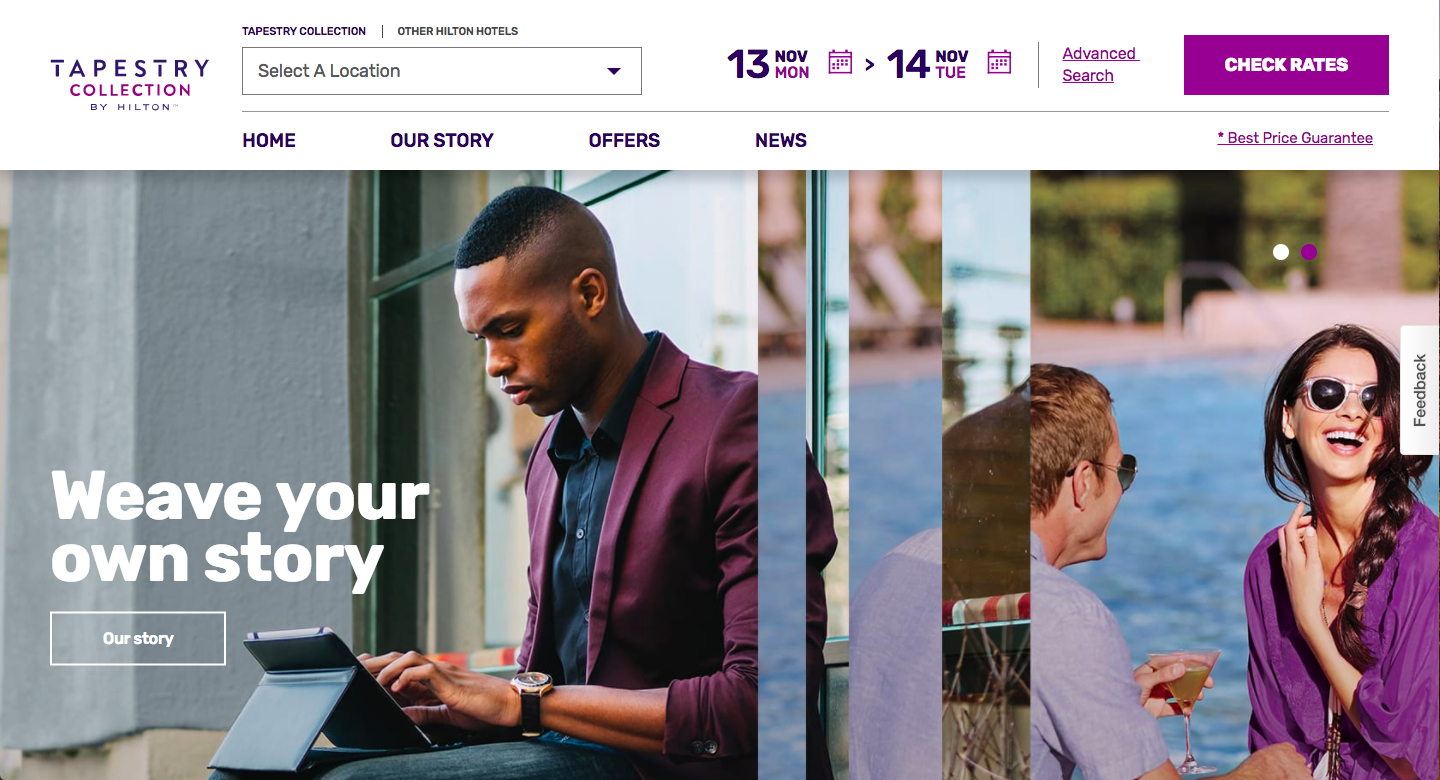 TAPESTRY COLLECTION
OTHER HILTON HOTELS
TAPESTRY
COLLECTION
BY HILTON™
Select A Location
13 NOV MON > 14 NOV TUE
Advanced
Search
CHECK RATES
HOME
OUR STORY
OFFERS
NEWS
* Best Price Guarantee
Feedback
Weave your
own story
Our story